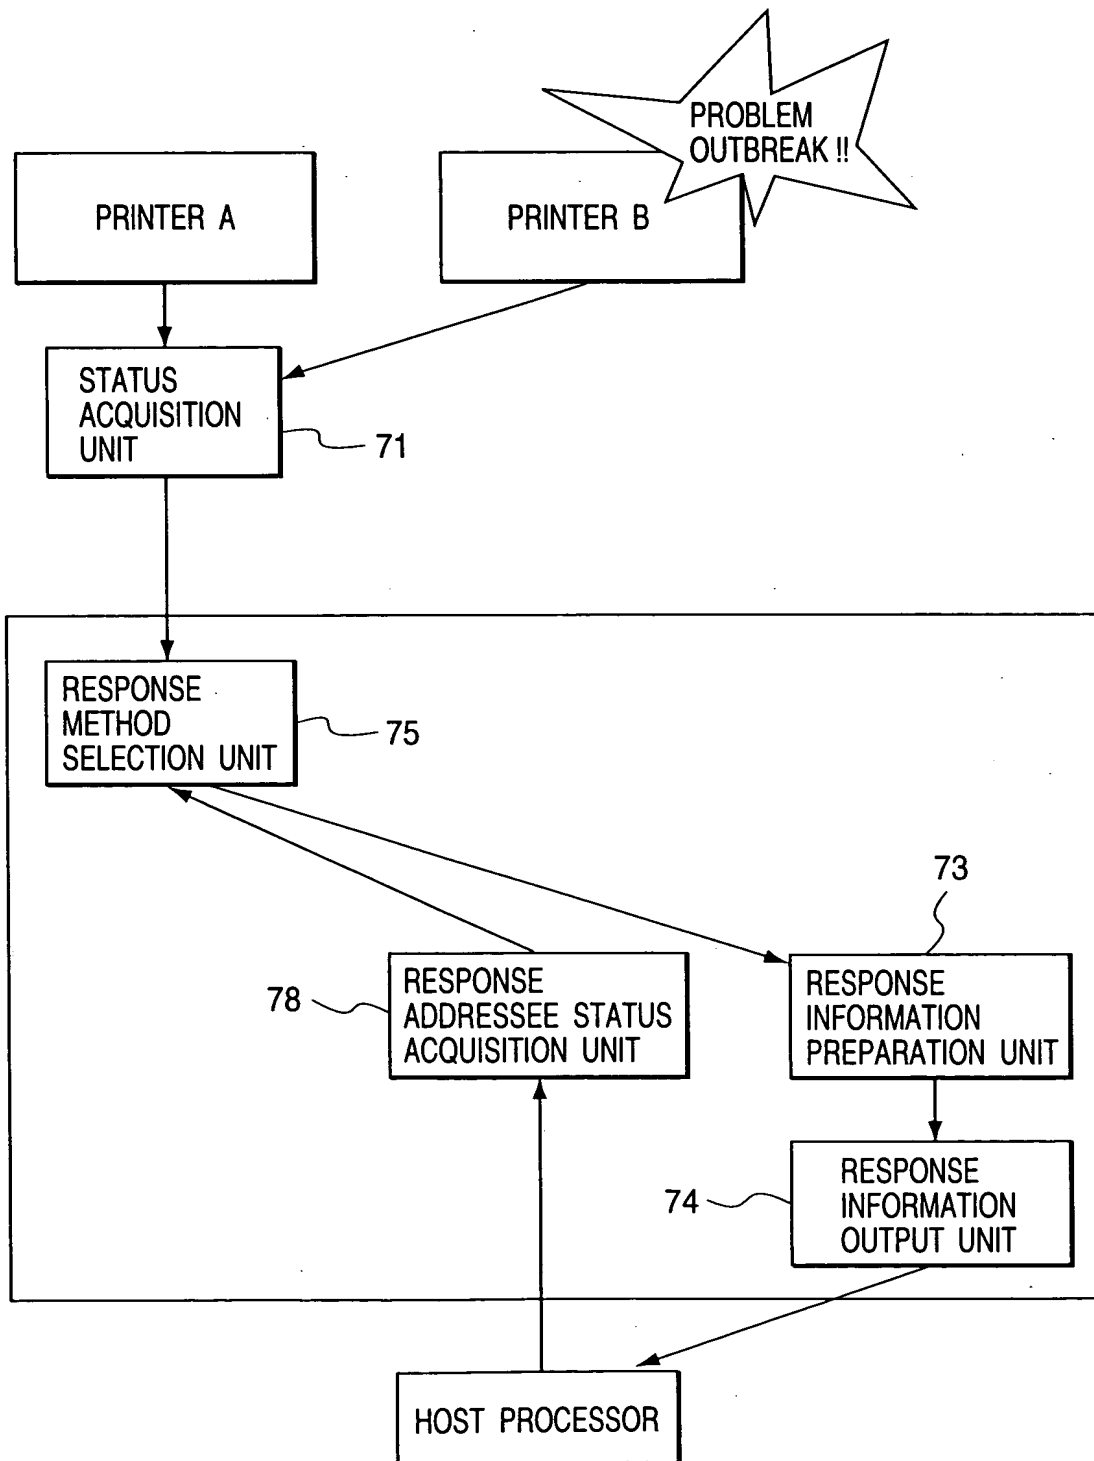 PROBLEM
OUTBREAK !!
PRINTER A
PRINTER B
STATUS
ACQUISITION
UNIT
71
RESPONSE
METHOD
SELECTION UNIT
75
73
RESPONSE
ADDRESSEE STATUS
ACQUISITION UNIT
78
RESPONSE
INFORMATION
PREPARATION UNIT
74
RESPONSE
INFORMATION
OUTPUT UNIT
HOST PROCESSOR